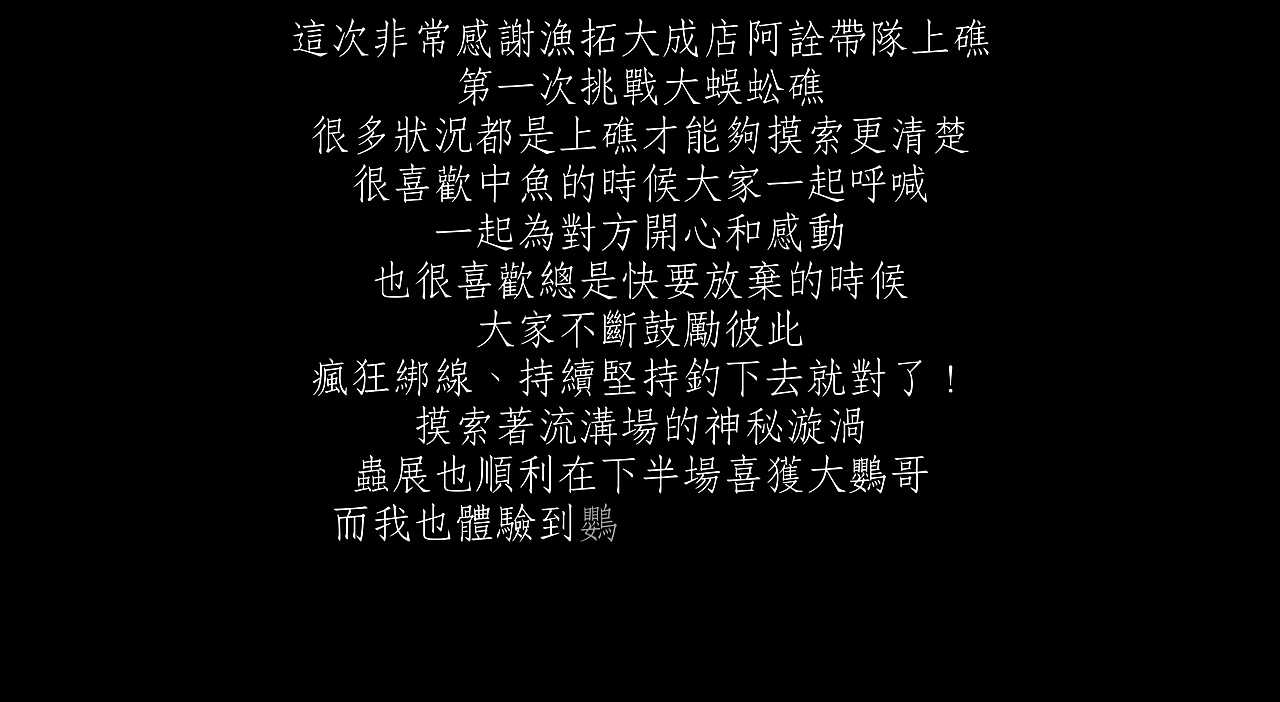 這次非常感謝漁拓大成店阿詮帶隊上礁
第一次挑戰大蜈蚣礁
很多狀況都是上礁才能夠摸索更清楚
很喜歡中魚的時候大家一起呼喊
一起為對方開心和感動
也很喜歡總是快要放棄的時候
大家不斷鼓勵彼此
瘋狂綁線、持續堅持釣下去就對了！
摸索著流溝場的神秘漩渦
蟲展也順利在下半場喜獲大鸚哥
而我也體驗到鸚